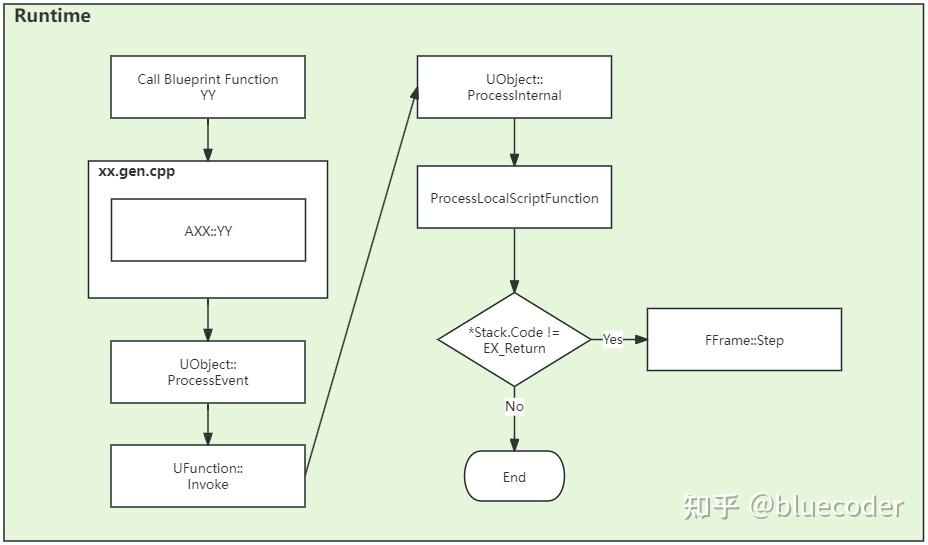 Runtime
Call Blueprint Function
YY
xx.gen.cpp
AXX::YY
UObject::
ProcessEvent
UFunction::
Invoke
UObject::
ProcessInternal
ProcessLocalScriptFunction
*Stack.Code !=
EX_Return
Yes
FFrame::Step
No
End
知乎 @bluecoder